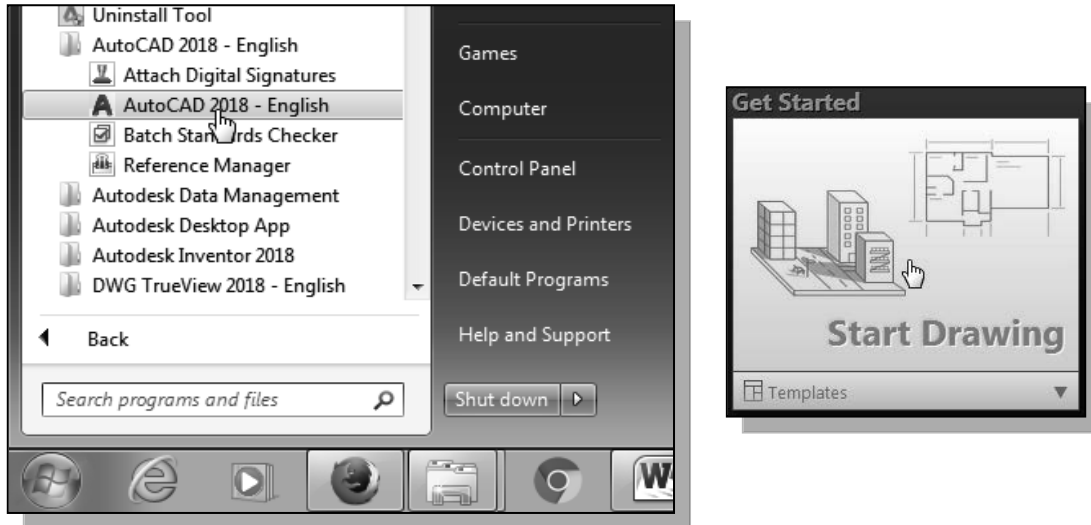 Uninstall Tool
AutoCAD 2018 - English
Attach Digital Signatures
AutoCAD 2018 - English
Batch Standards Checker
Reference Manager
Autodesk Data Management
Autodesk Desktop App
Autodesk Inventor 2018
DWG TrueView 2018 - English
Back
Search programs and files
Games
Computer
Control Panel
Devices and Printers
Default Programs
Help and Support
Shut down
W
Get Started
Start Drawing
Templates